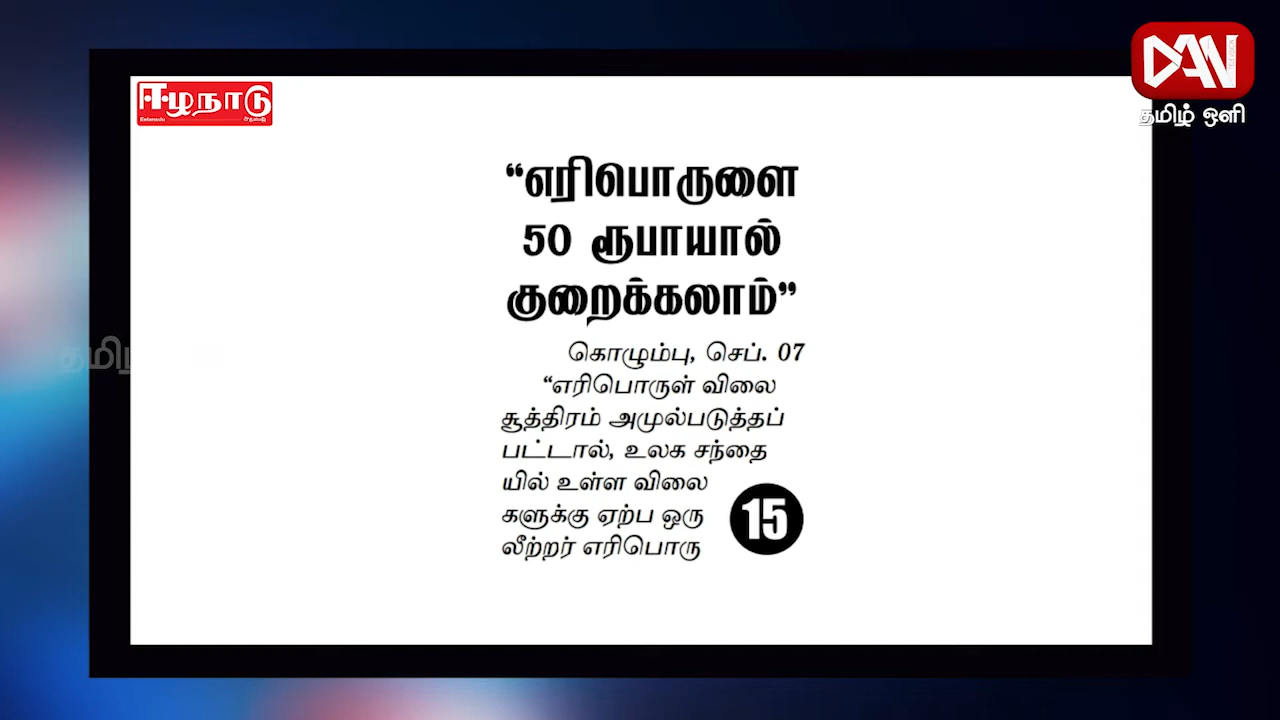 ஈழநாடு
DAN
தமிழ் ஒளி
“எரிபொருளை
50 ரூபாயால்
குறைக்கலாம்”
கொழும்பு, செப். 07
“எரிபொருள் விலை
சூத்திரம் அமுல்படுத்தப்
பட்டால், உலக சந்தை
யில் உள்ள விலை
களுக்கு ஏற்ப ஒரு
லீற்றர் எரிபொரு
15